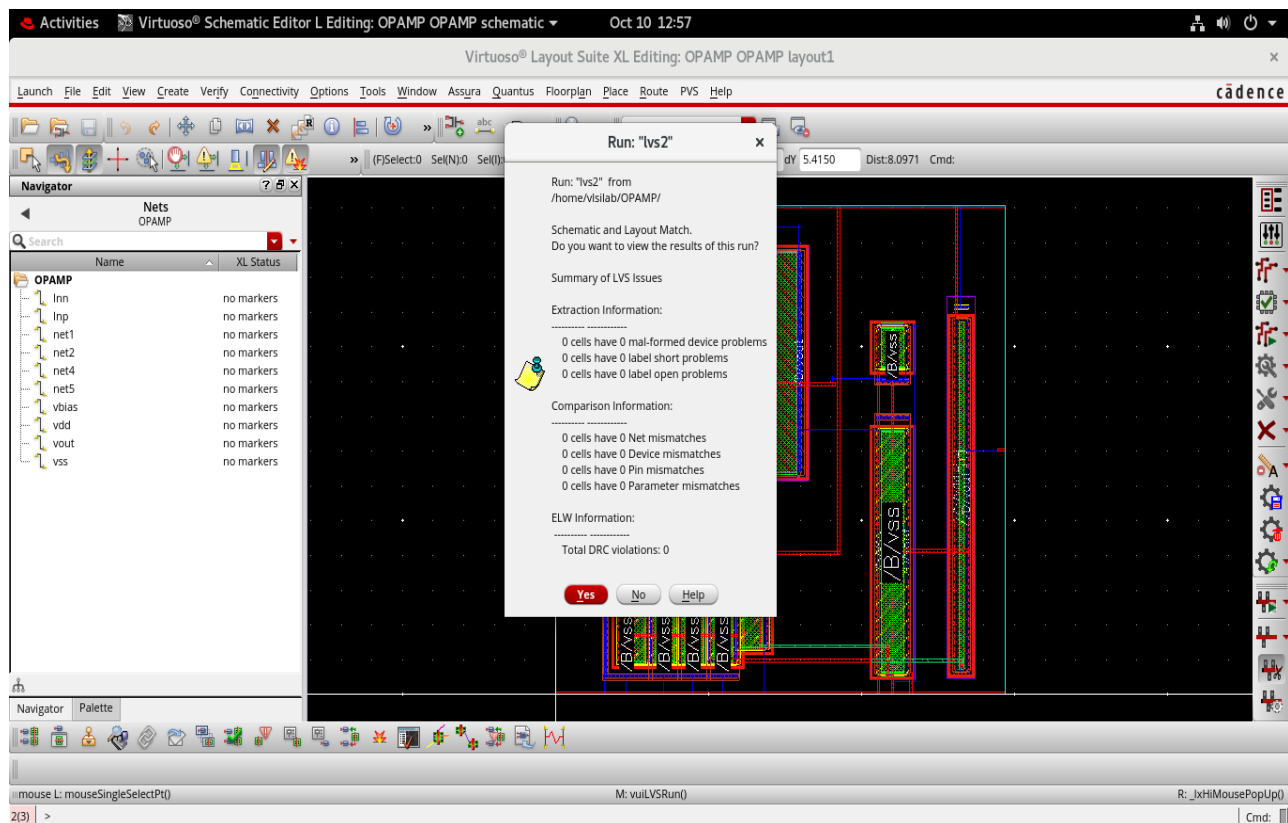 Activities
Virtuoso® Schematic Editor L Editing: OPAMP OPAMP schematic
Oct 10 12:57
Virtuoso® Layout Suite XL Editing: OPAMP OPAMP layout1
Launch File Edit View Create Verify Connectivity Options Tools Window Assura Quantus Floorplan Place Route PVS Help
cādence
abc
R
(F)Select:0 Sel(N):0 Sel(I):
dY 5.4150 Dist:8.0971 Cmd:
Navigator
Nets
OPAMP
Search
Name XL Status
OPAMP
Inn no markers
Inp no markers
net1 no markers
net2 no markers
net4 no markers
net5 no markers
vbias no markers
vdd no markers
vout no markers
vss no markers
Navigator Palette
Run: "lvs2"
Run: "lvs2" from
/home/vlsilab/OPAMP/
Schematic and Layout Match.
Do you want to view the results of this run?
Summary of LVS Issues
Extraction Information:
---------- ------------
0 cells have 0 mal-formed device problems
0 cells have 0 label short problems
0 cells have 0 label open problems
Comparison Information:
---------- ------------
0 cells have 0 Net mismatches
0 cells have 0 Device mismatches
0 cells have 0 Pin mismatches
0 cells have 0 Parameter mismatches
ELW Information:
---------- ------------
Total DRC violations: 0
Yes No Help
/B/vss
/B/vss
/B/vss
/B/vss
/B/vss
/B/vss
mouse L: mouseSingleSelectPt()
M: vuiLVSRun()
R: _lxHiMousePopUp()
2(3) >
Cmd: